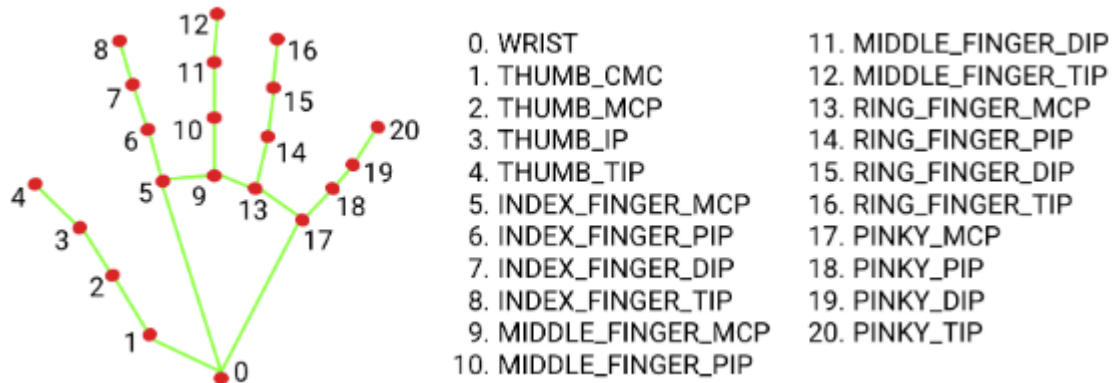 12
8
16
11
7
15
20
6
10
14
19
4
5
9
13
18
3
17
2
1
0
0. WRIST
1. THUMB_CMC
2. THUMB_MCP
3. THUMB_IP
4. THUMB_TIP
5. INDEX_FINGER_MCP
6. INDEX_FINGER_PIP
7. INDEX_FINGER_DIP
8. INDEX_FINGER_TIP
9. MIDDLE_FINGER_MCP
10. MIDDLE_FINGER_PIP
11. MIDDLE_FINGER_DIP
12. MIDDLE_FINGER_TIP
13. RING_FINGER_MCP
14. RING_FINGER_PIP
15. RING_FINGER_DIP
16. RING_FINGER_TIP
17. PINKY_MCP
18. PINKY_PIP
19. PINKY_DIP
20. PINKY_TIP